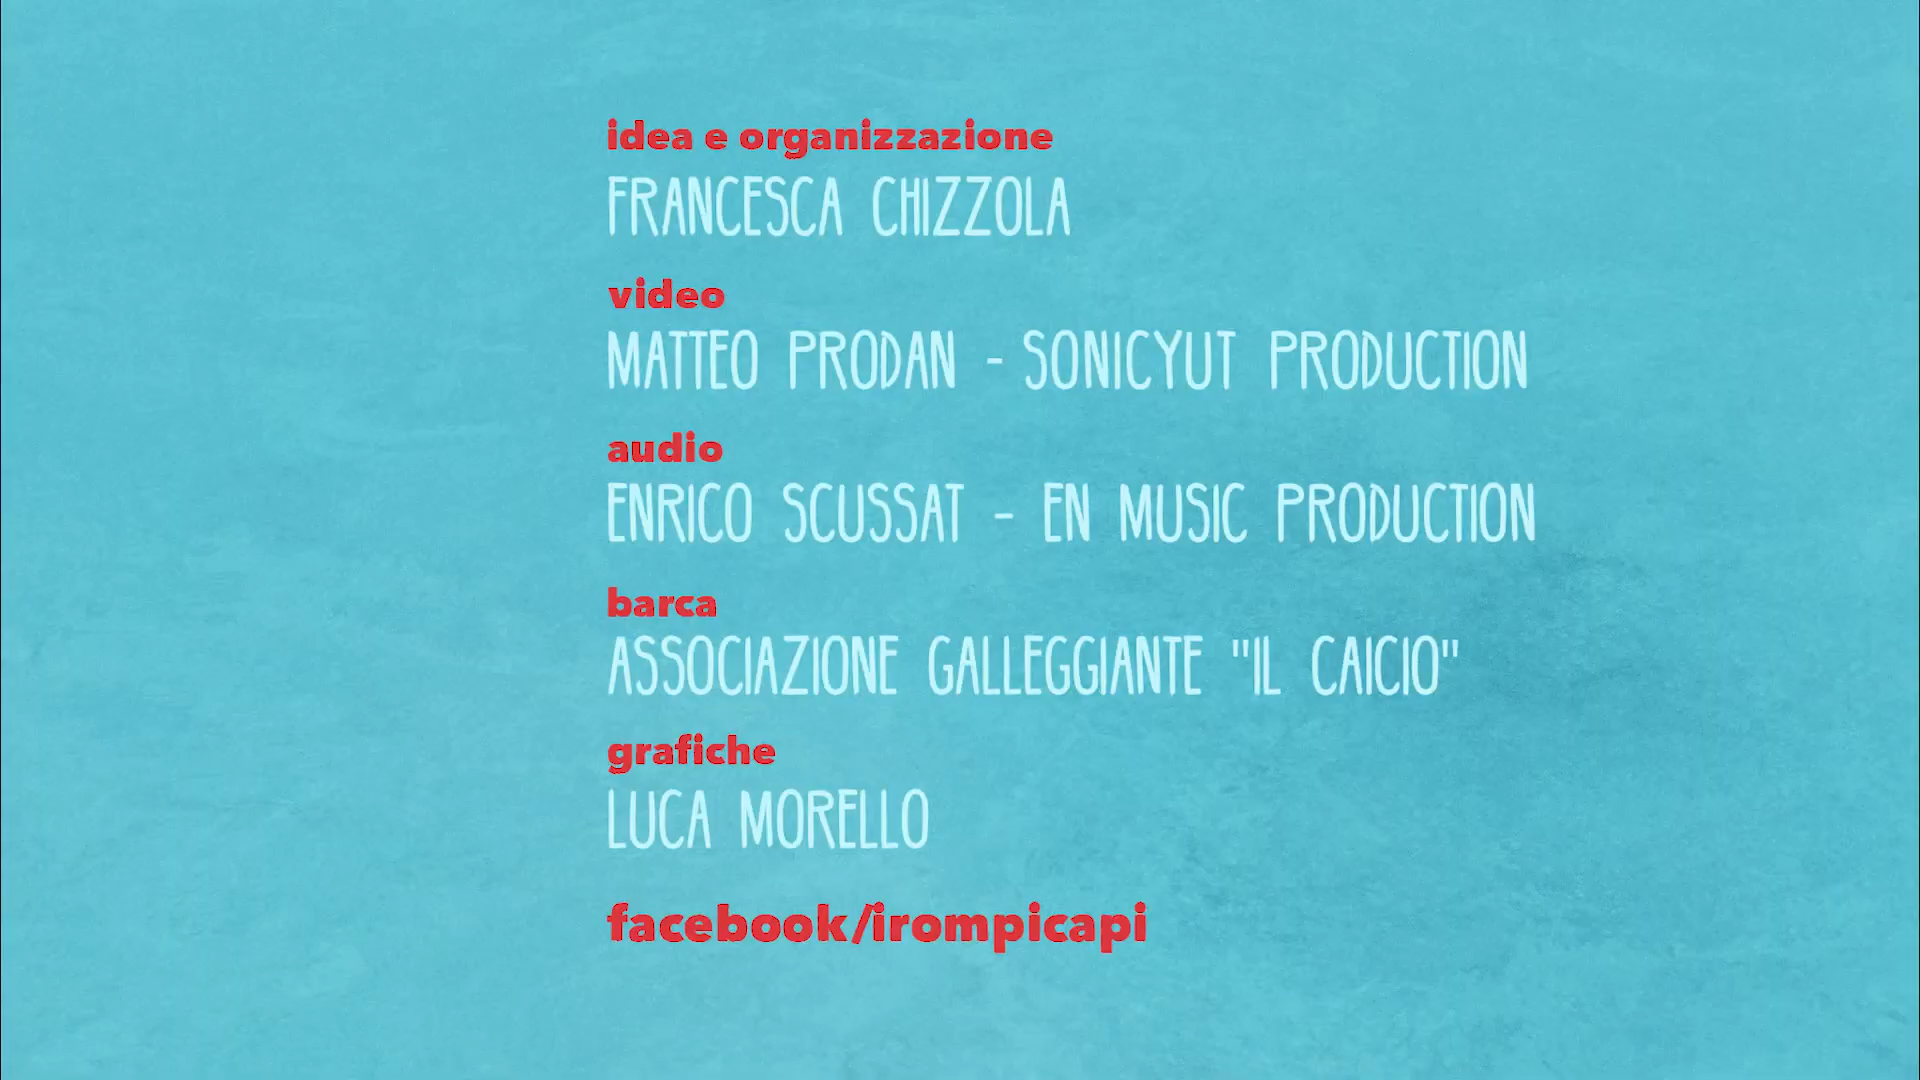 idea e organizzazione
FRANCESCA CHIZZOLA
video
MATTEO PRODAN - SONICYUT PRODUCTION
audio
ENRICO SCUSSAT - EN MUSIC PRODUCTION
barca
ASSOCIAZIONE GALLEGGIANTE "IL CAICIO"
grafiche
LUCA MORELLO
facebook/irompicapi